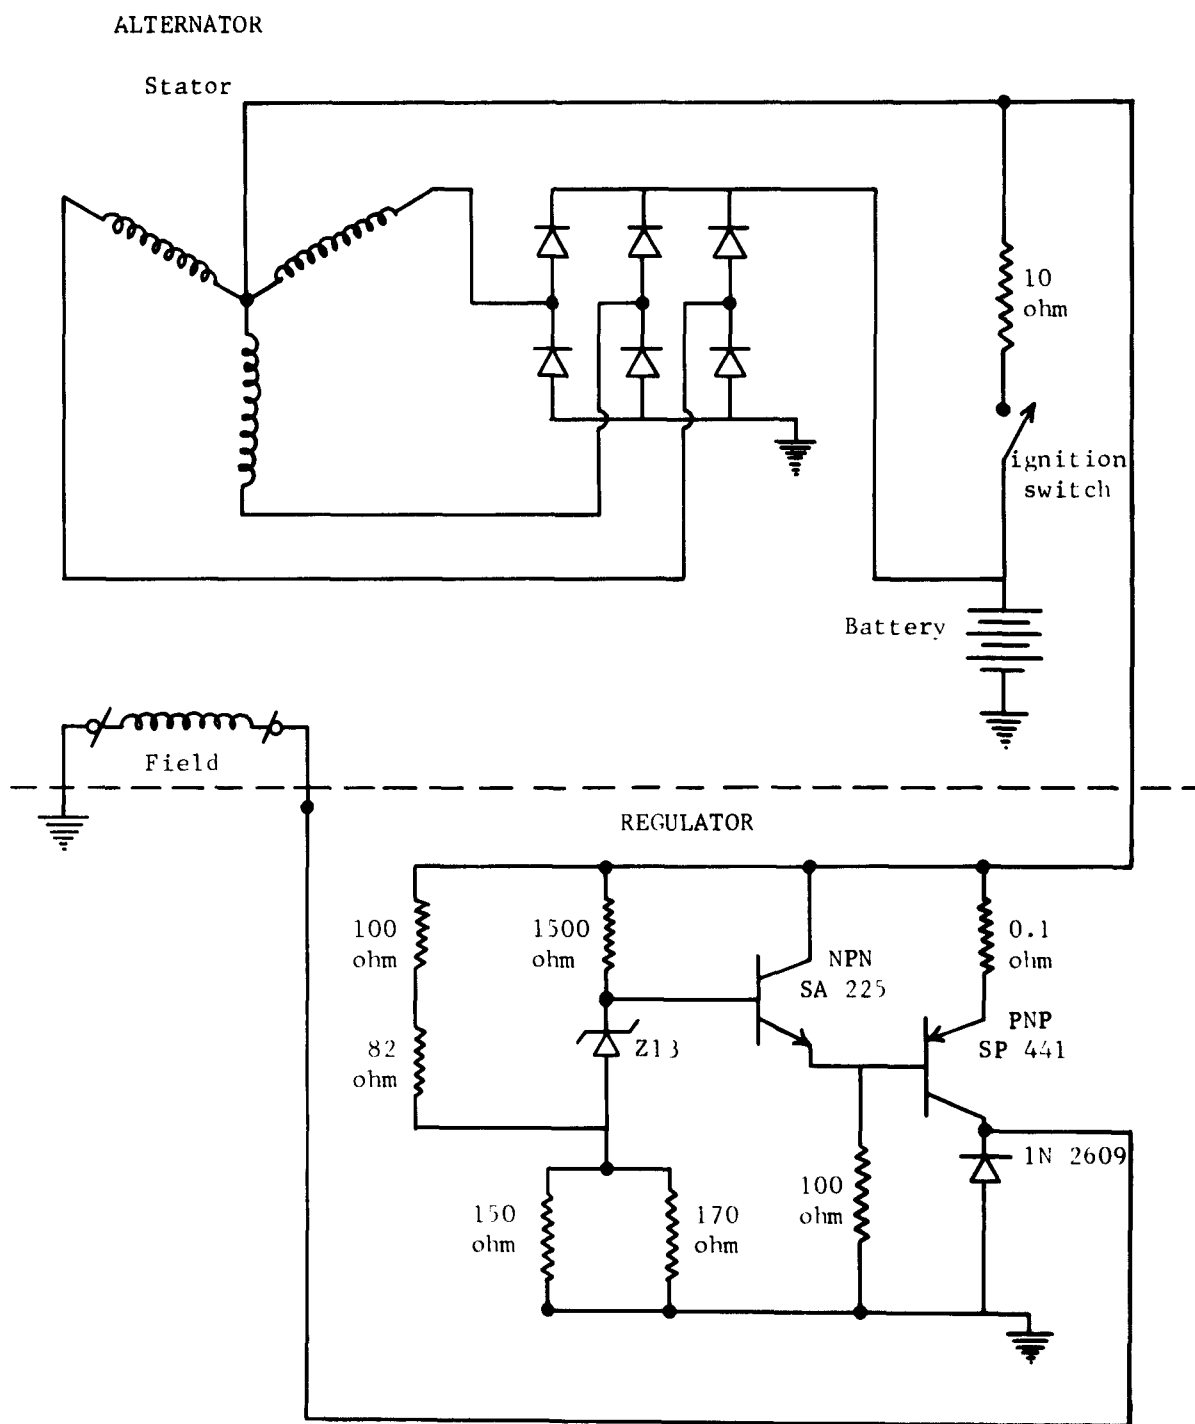 ALTERNATOR
Stator
10
ohm
ignition
switch
Battery
Field
REGULATOR
100
ohm
1500
ohm
NPN
SA 225
0.1
ohm
PNP
SP 441
82
ohm
Z13
1N 2609
150
ohm
170
ohm
100
ohm